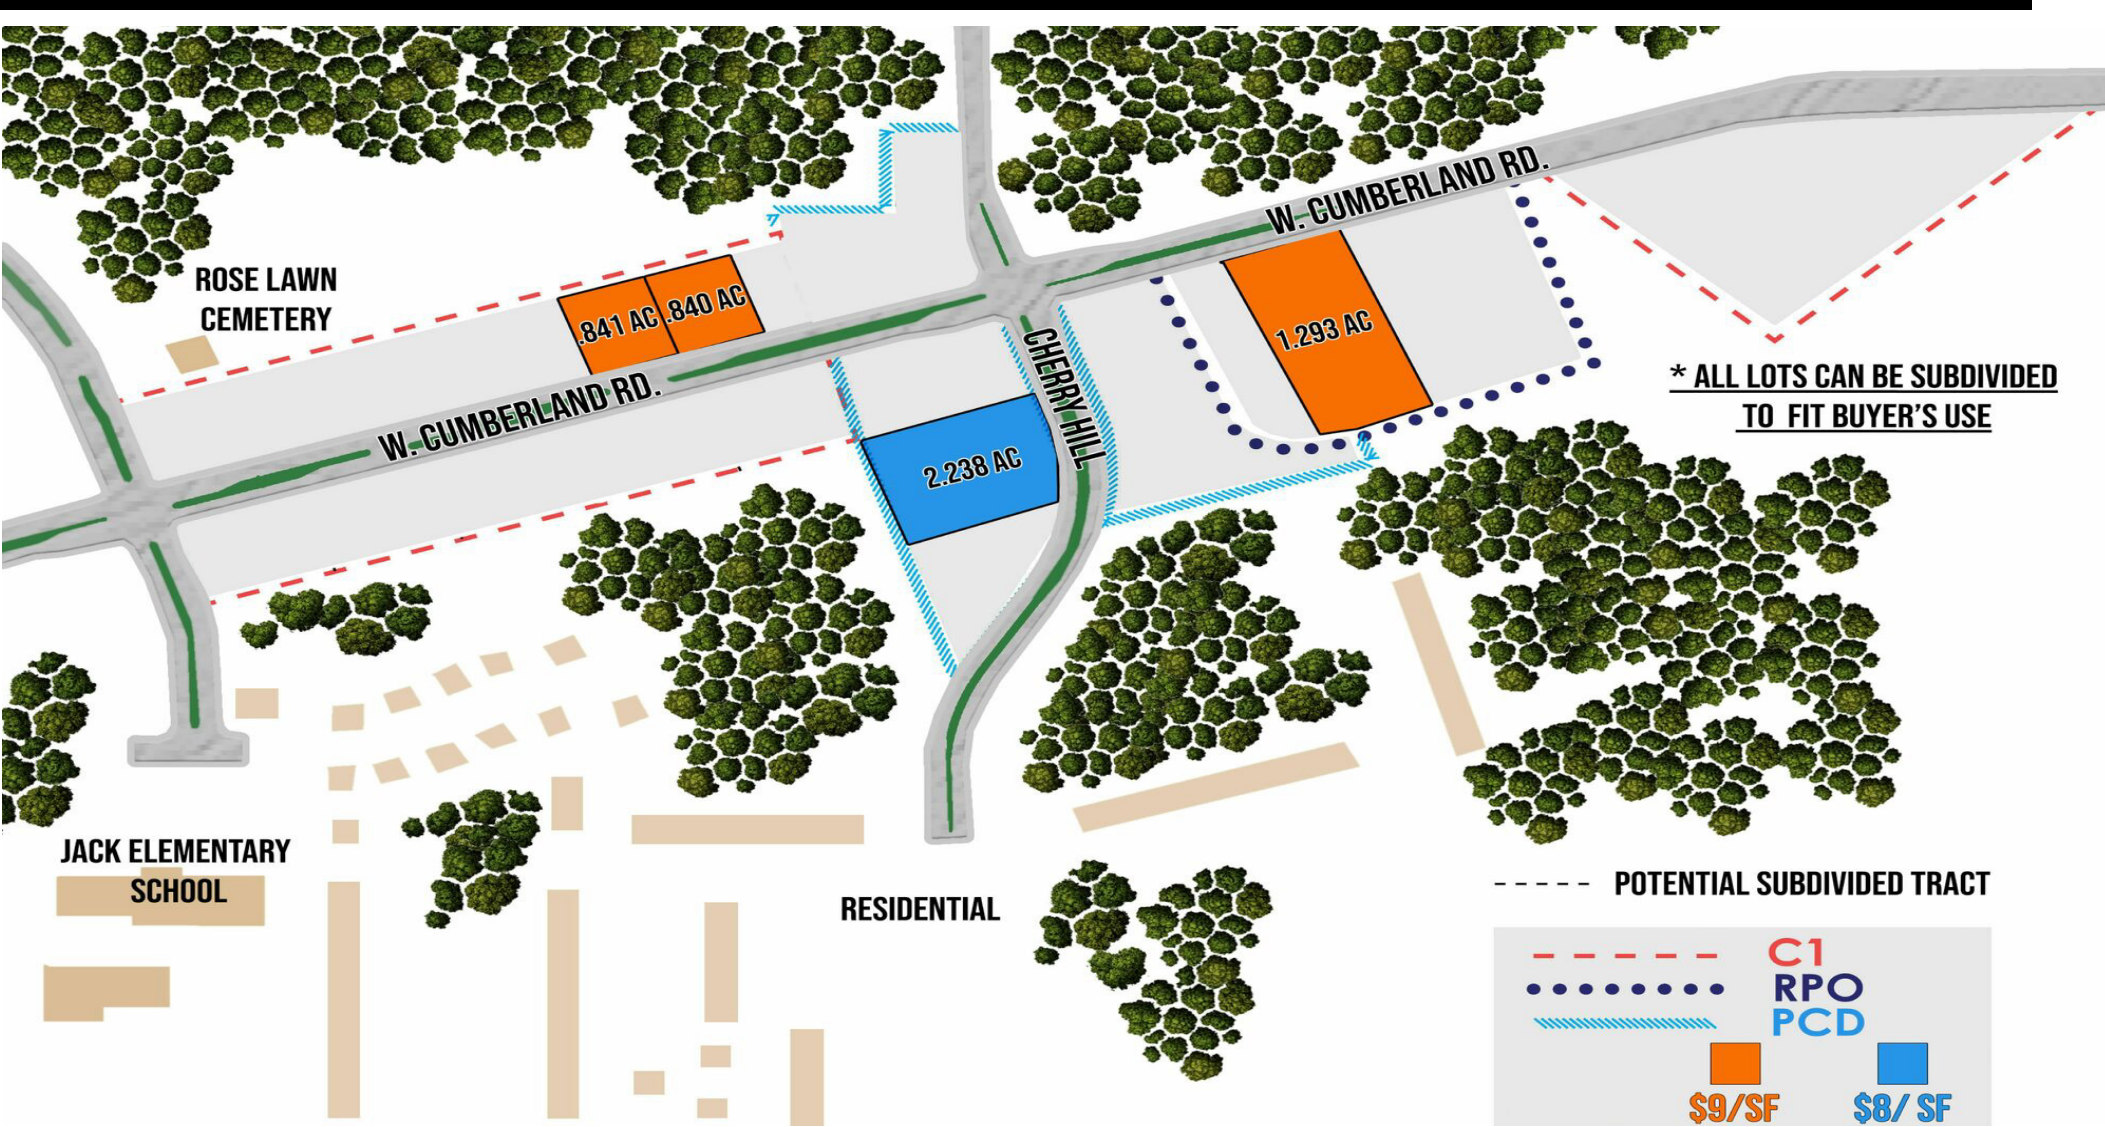 W. CUMBERLAND RD.
ROSE LAWN
CEMETERY
.841 AC
.840 AC
1.293 AC
CHERRY HILL
W. CUMBERLAND RD.
* ALL LOTS CAN BE SUBDIVIDED
TO FIT BUYER'S USE
2.238 AC
JACK ELEMENTARY
SCHOOL
RESIDENTIAL
POTENTIAL SUBDIVIDED TRACT
C1
RPO
PCD
$9/SF
$8/ SF